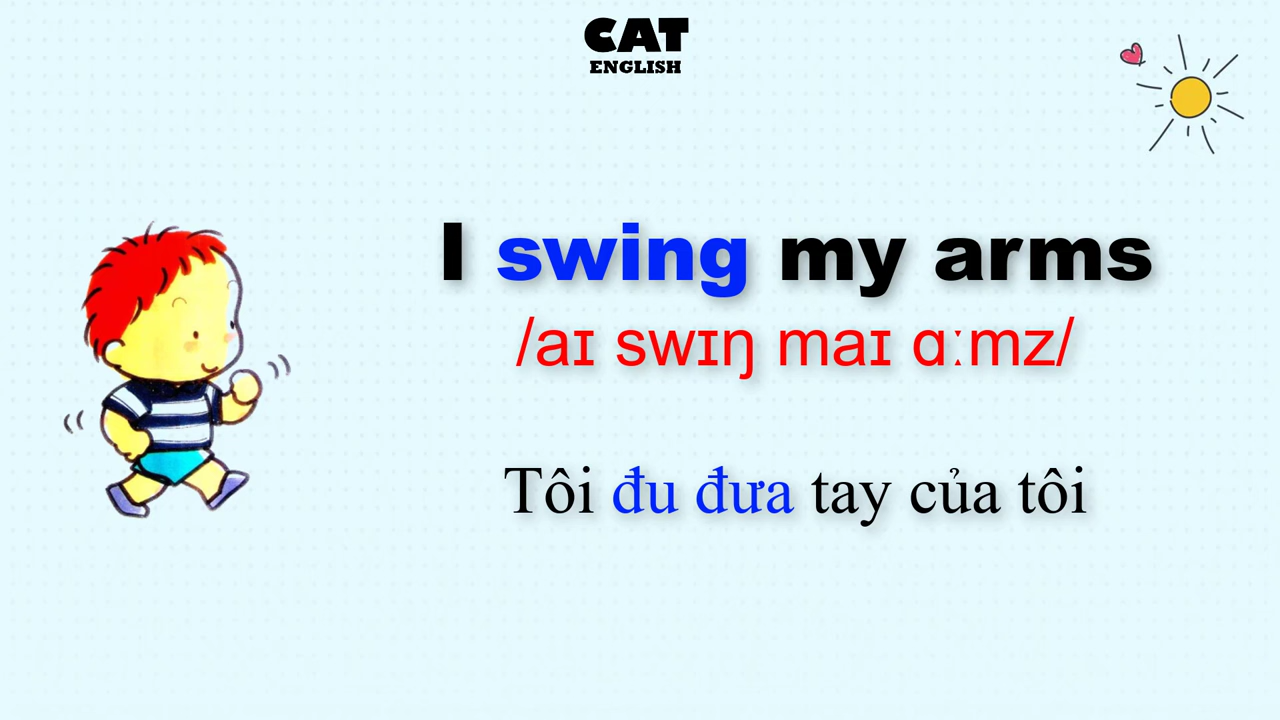 CAT
ENGLISH
I swing my arms
/aɪ swɪŋ maɪ ɑːmz/
Tôi đu đưa tay của tôi